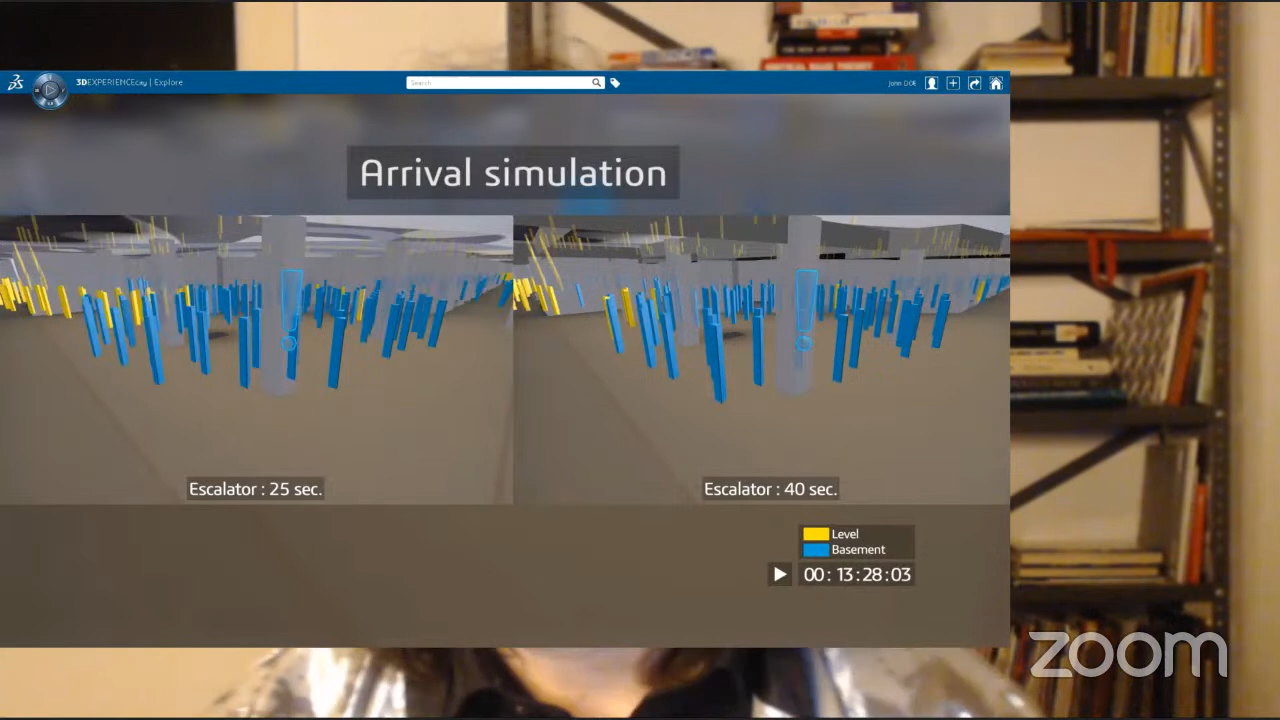 3DEXPERIENCEcity | Explore
Search
John DOE
Arrival simulation
Escalator : 25 sec.
Escalator : 40 sec.
Level
Basement
00: 13:28:03
zoom